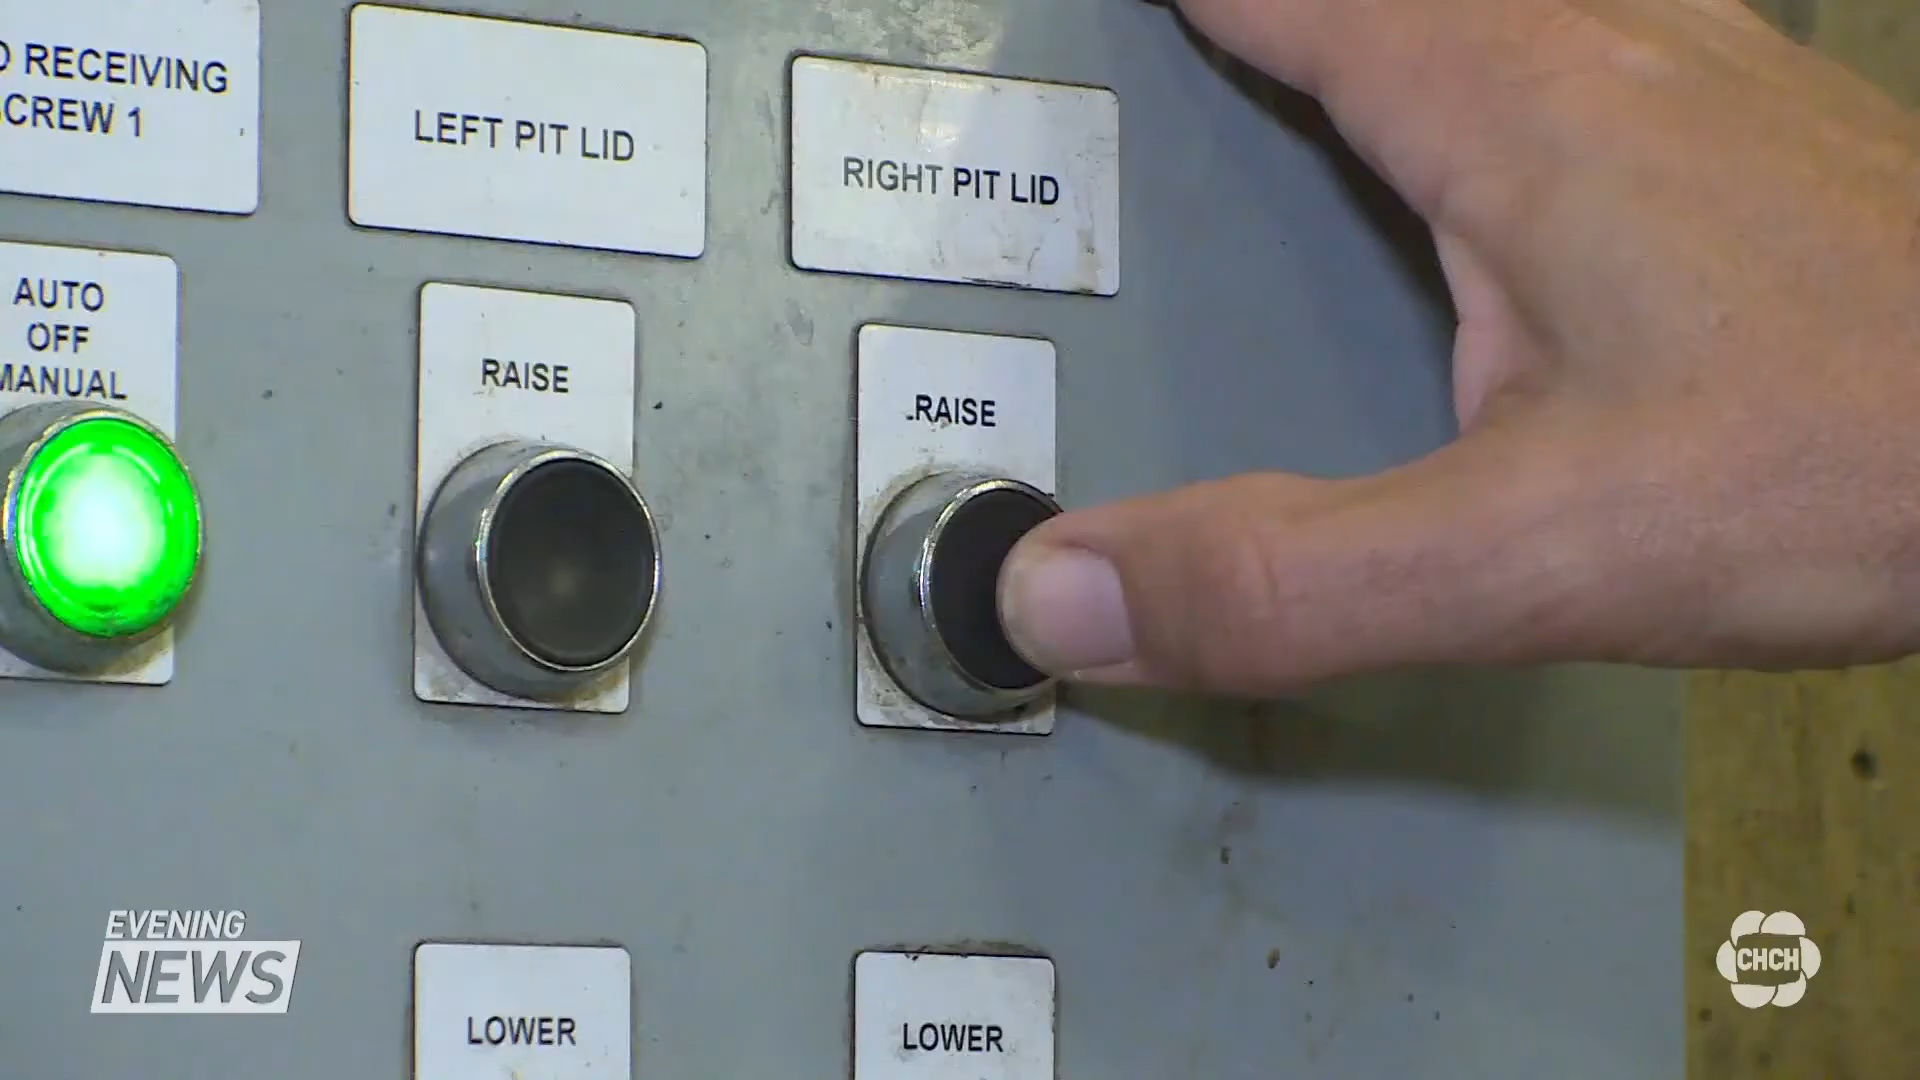 RECEIVING
CREW 1
LEFT PIT LID
RIGHT PIT LID
AUTO
OFF
MANUAL
RAISE
RAISE
LOWER
LOWER
EVENING
NEWS
CHCH